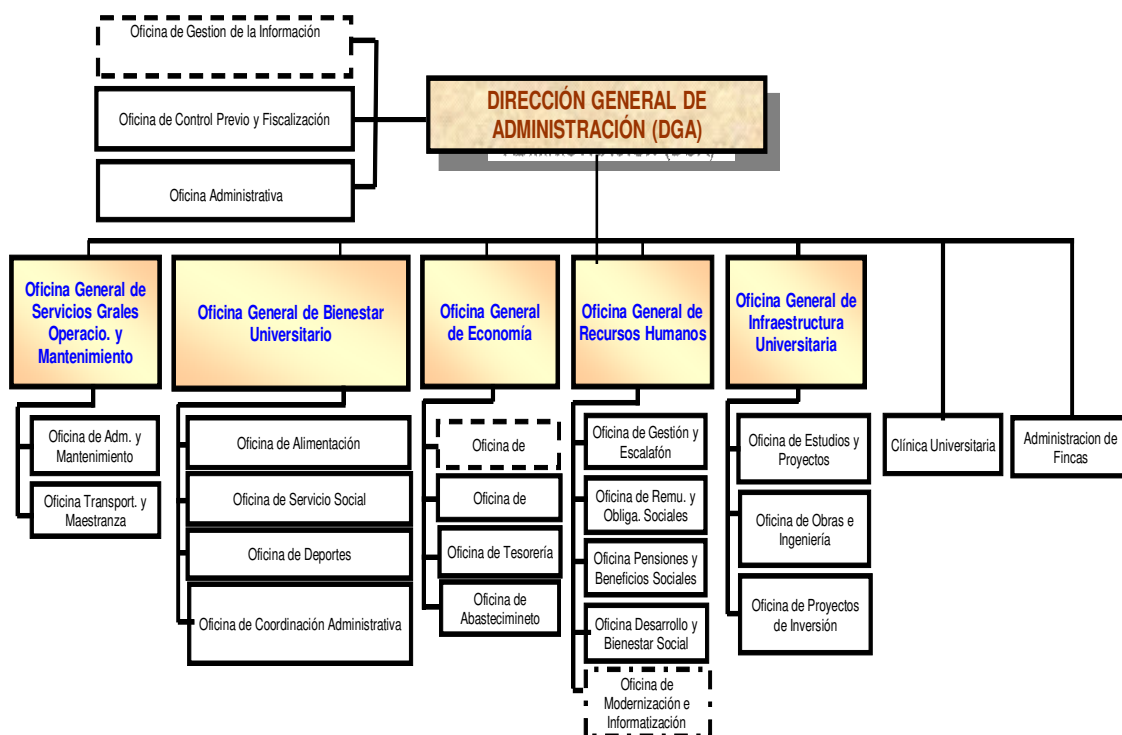 Oficina de Gestion de la Información
Oficina de Control Previo y Fiscalización
Oficina Administrativa
DIRECCIÓN GENERAL DE
ADMINISTRACIÓN (DGA)
Oficina General de
Servicios Grales
Operacio. y
Mantenimiento
Oficina General de Bienestar
Universitario
Oficina General
de Economía
Oficina General de
Recursos Humanos
Oficina General de
Infraestructura
Universitaria
Oficina de Adm. y
Mantenimiento
Oficina Transport. y
Maestranza
Oficina de Alimentación
Oficina de Servicio Social
Oficina de Deportes
Oficina de Coordinación Administrativa
Oficina de
Oficina de
Oficina de Tesorería
Oficina de
Abastecimineto
Oficina de Gestión y
Escalafón
Oficina de Remu. y
Obliga. Sociales
Oficina Pensiones y
Beneficios Sociales
Oficina Desarrollo y
Bienestar Social
Oficina de
Modernización e
Informatización
Oficina de Estudios y
Proyectos
Oficina de Obras e
Ingeniería
Oficina de Proyectos
de Inversión
Clínica Universitaria
Administracion de
Fincas